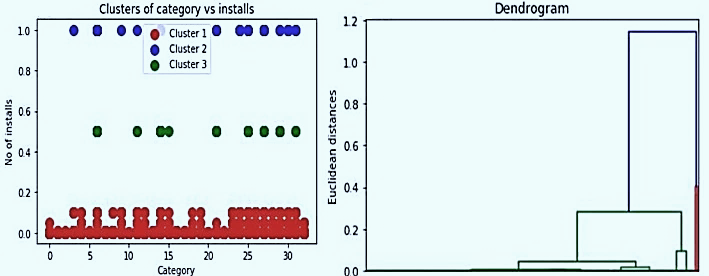 Clusters of category vs installs
Cluster 1
Cluster 2
Cluster 3
No of installs
1.0
0.8
0.6
0.4
0.2
0.0
0 5 10 15 20 25 30
Category
Dendrogram
Euclidean distances
1.2
1.0
0.8
0.6
0.4
0.2
0.0